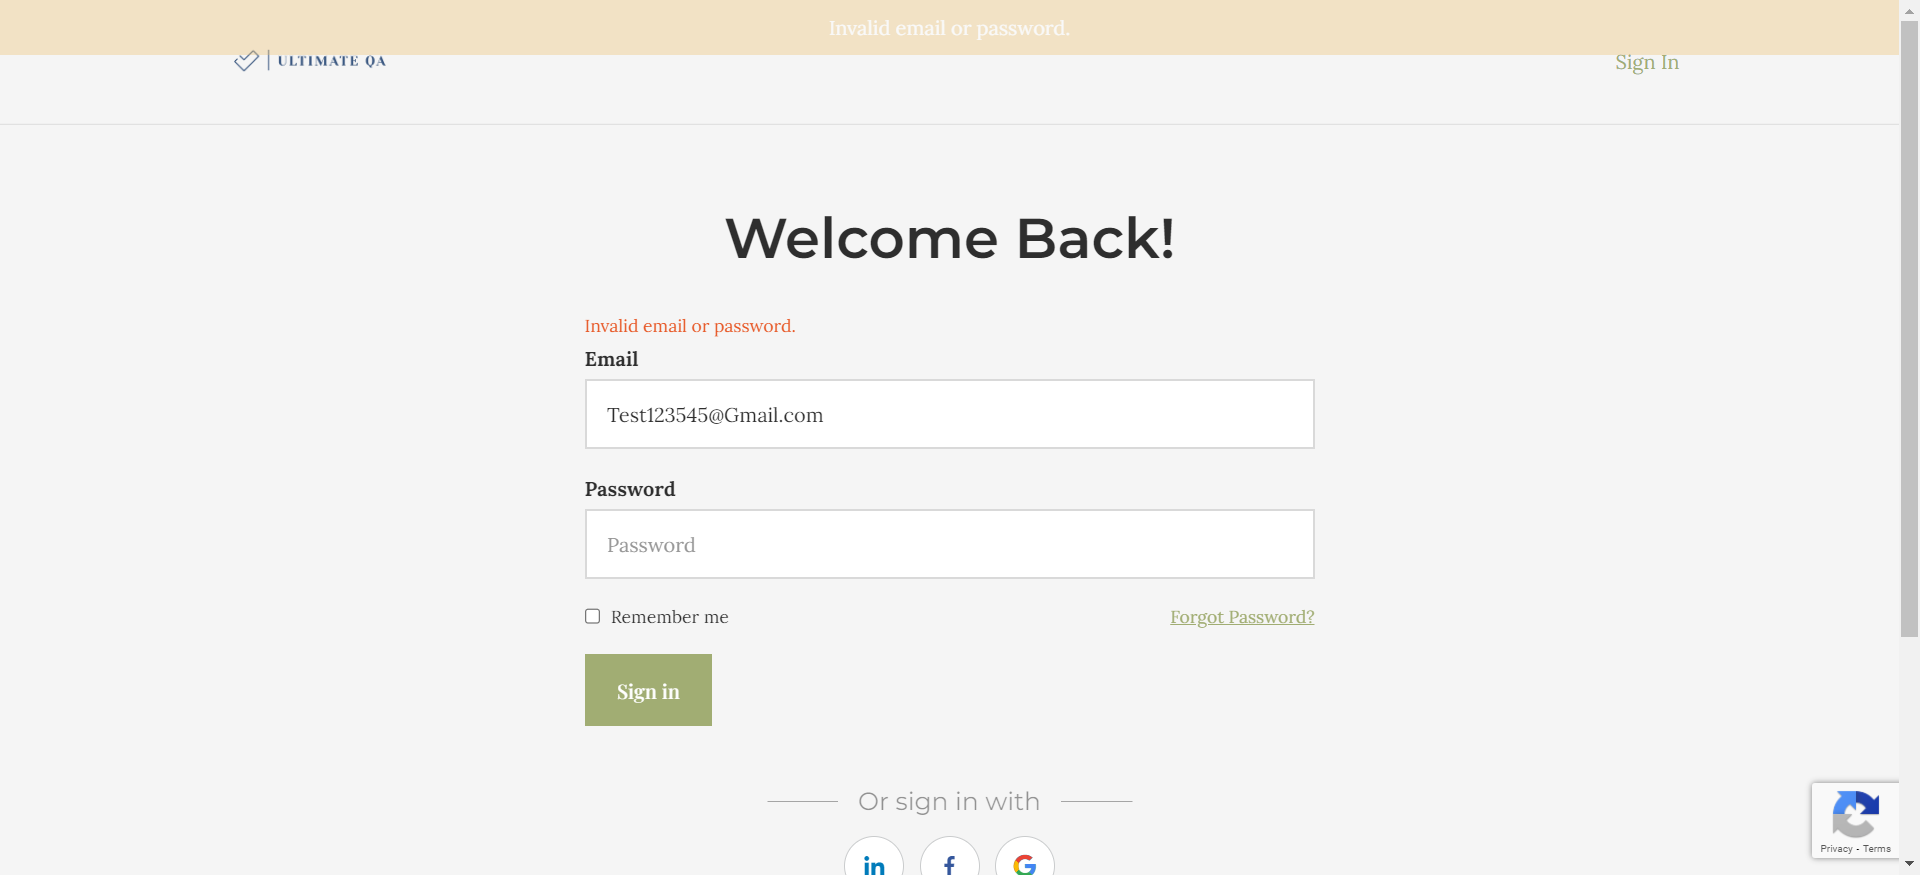 Invalid email or password.
ULTIMATE QA
Sign In
Welcome Back!
Invalid email or password.
Email
Test123545@Gmail.com
Password
Password
Remember me
Forgot Password?
Sign in
Or sign in with
in
f
G
Privacy - Terms